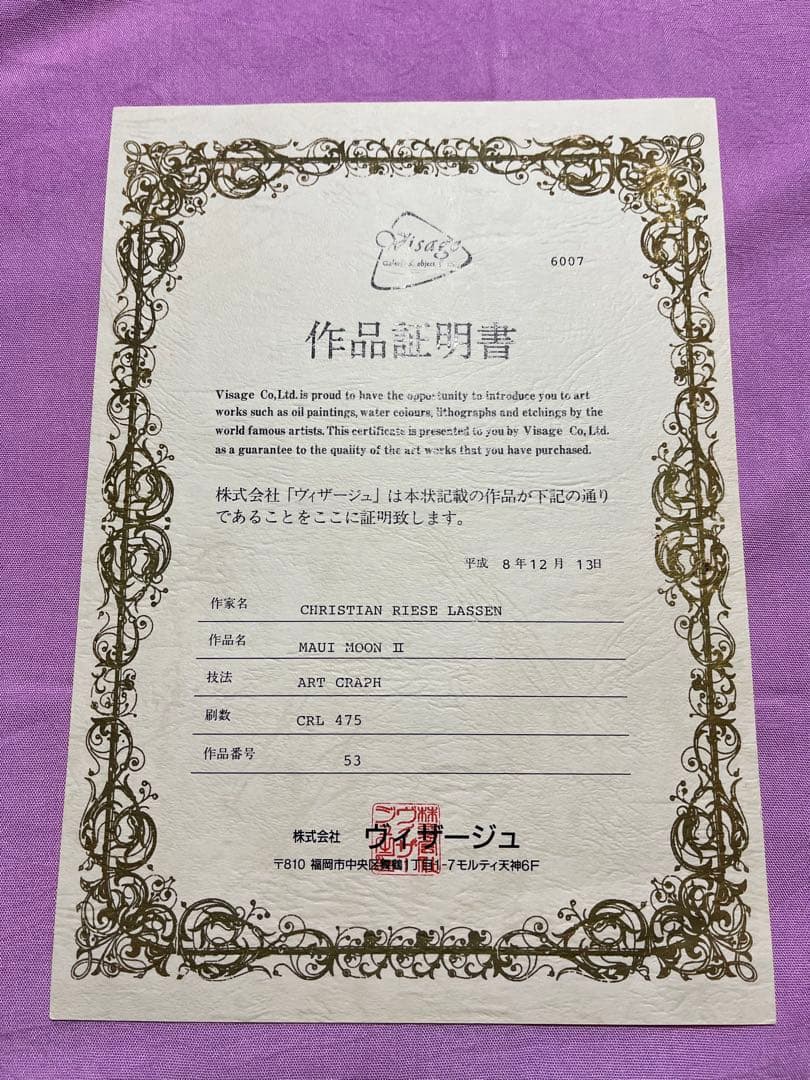 Visage
6007
作品証明書
Visage Co,Ltd. is proud to have the opportunity to introduce you to art
works such as oil paintings, water colours, lithographs and etchings by the
world famous artists. This certificate is presented to you by Visage Co, Ltd.
as a guarantee to the quality of the art works that you have purchased.
株式会社「ヴィザージュ」は本状記載の作品が下記の通り
であることをここに証明致します。
平成 8年12月 13日
作家名 CHRISTIAN RIESE LASSEN
作品名 MAUI MOON II
技法 ART GRAPH
刷数 CRL 475
作品番号 53
株式会社 ヴィザージュ
〒810 福岡市中央区舞鶴1丁目1-7モルティ天神6F